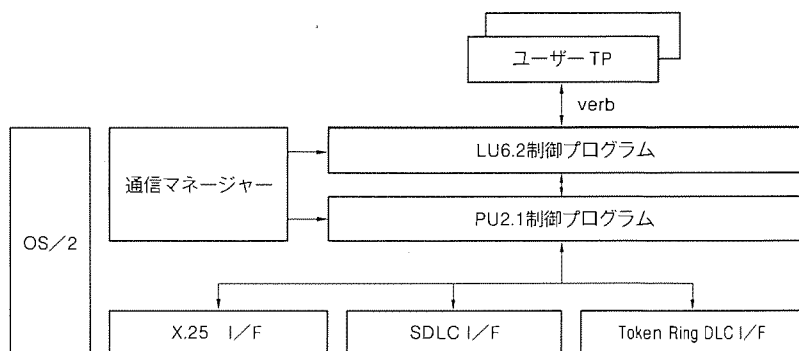 ユーザー TP
verb
LU6.2制御プログラム
通信マネージャー
PU2.1制御プログラム
OS／2
X.25 I／F
SDLC I／F
Token Ring DLC I／F